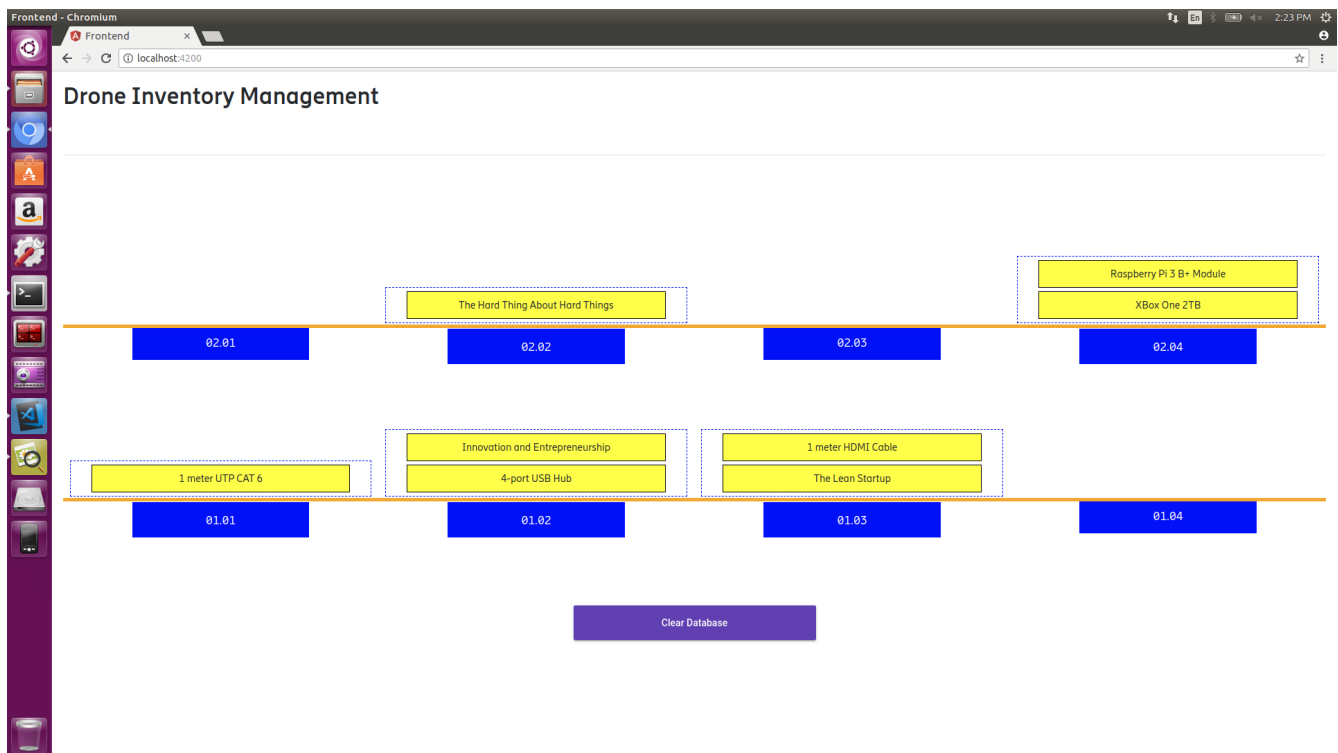 Frontend - Chromium
En
2:23 PM
Frontend
localhost:4200
Drone Inventory Management
Raspberry Pi 3 B+ Module
The Hard Thing About Hard Things
XBox One 2TB
02.01
02.02
02.03
02.04
Innovation and Entrepreneurship
1 meter HDMI Cable
1 meter UTP CAT 6
4-port USB Hub
The Lean Startup
01.01
01.02
01.03
01.04
Clear Database